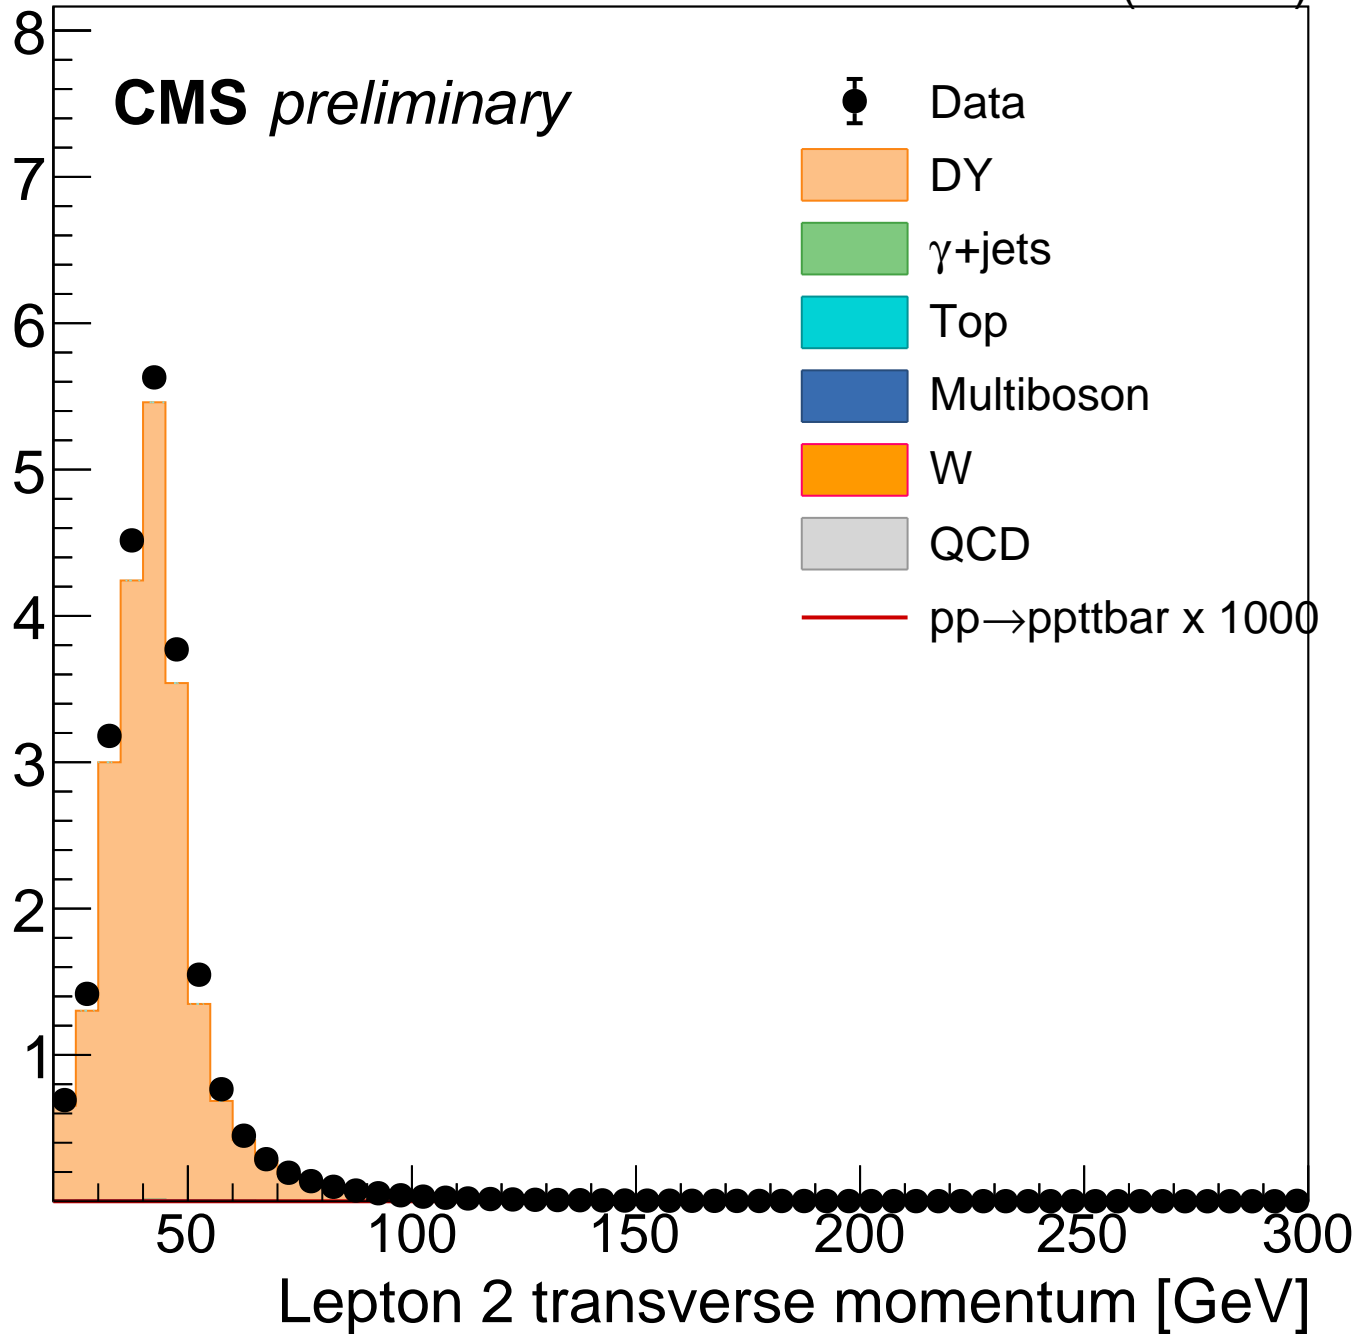 8
CMS preliminary
Data
7
DY
γ+jets
6
Top
Multiboson
5
W
QCD
4
pp→ppttbar x 1000
3
2
1
50 100 150 200 250 300
Lepton 2 transverse momentum [GeV]